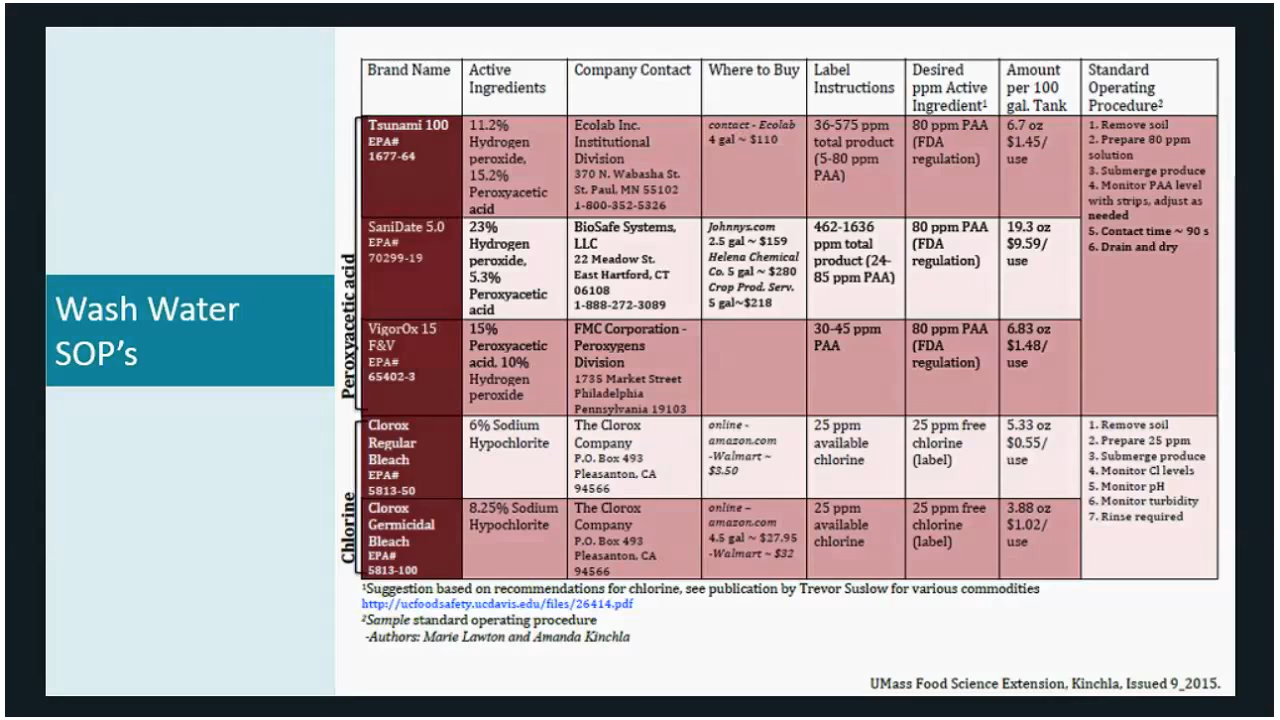 Wash Water
SOP's
Brand Name
Active
Ingredients
Company Contact
Where to Buy
Label
Instructions
Desired
ppm Active
Ingredient¹
Amount
per 100
gal. Tank
Standard
Operating
Procedure²
Peroxyacetic acid
Tsunami 100
EPA#
1677-64
11.2%
Hydrogen
peroxide,
15.2%
Peroxyacetic
acid
Ecolab Inc.
Institutional
Division
370 N. Wabasha St.
St. Paul, MN 55102
1-800-352-5326
contact - Ecolab
4 gal ~ $110
36-575 ppm
total product
(5-80 ppm
PAA)
80 ppm PAA
(FDA
regulation)
6.7 oz
$1.45/
use
1. Remove soil
2. Prepare 80 ppm
solution
3. Submerge produce
4. Monitor PAA level
with strips, adjust as
needed
5. Contact time ~ 90 s
6. Drain and dry
SaniDate 5.0
EPA#
70299-19
23%
Hydrogen
peroxide,
5.3%
Peroxyacetic
acid
BioSafe Systems,
LLC
22 Meadow St.
East Hartford, CT
06108
1-888-272-3089
Johnnys.com
2.5 gal ~ $159
Helena Chemical
Co. 5 gal ~ $280
Crop Prod. Serv.
5 gal~$218
462-1636
ppm total
product (24-
85 ppm PAA)
80 ppm PAA
(FDA
regulation)
19.3 oz
$9.59/
use
VigorOx 15
F&V
EPA#
65402-3
15%
Peroxyacetic
acid, 10%
Hydrogen
peroxide
FMC Corporation -
Peroxygens
Division
1735 Market Street
Philadelphia
Pennsylvania 19103
30-45 ppm
PAA
80 ppm PAA
(FDA
regulation)
6.83 oz
$1.48/
use
Chlorine
Clorox
Regular
Bleach
EPA#
5813-50
6% Sodium
Hypochlorite
The Clorox
Company
P.O. Box 493
Pleasanton, CA
94566
online -
amazon.com
-Walmart ~
$3.50
25 ppm
available
chlorine
25 ppm free
chlorine
(label)
5.33 oz
$0.55/
use
1. Remove soil
2. Prepare 25 ppm
3. Submerge produce
4. Monitor Cl levels
5. Monitor pH
6. Monitor turbidity
7. Rinse required
Clorox
Germicidal
Bleach
EPA#
5813-100
8.25% Sodium
Hypochlorite
The Clorox
Company
P.O. Box 493
Pleasanton, CA
94566
online –
amazon.com
4.5 gal ~ $27.95
-Walmart ~ $32
25 ppm
available
chlorine
25 ppm free
chlorine
(label)
3.88 oz
$1.02/
use
¹Suggestion based on recommendations for chlorine, see publication by Trevor Suslow for various commodities
http://ucfoodsafety.ucdavis.edu/files/26414.pdf
²Sample standard operating procedure
-Authors: Marie Lawton and Amanda Kinchla
UMass Food Science Extension, Kinchla, Issued 9_2015.